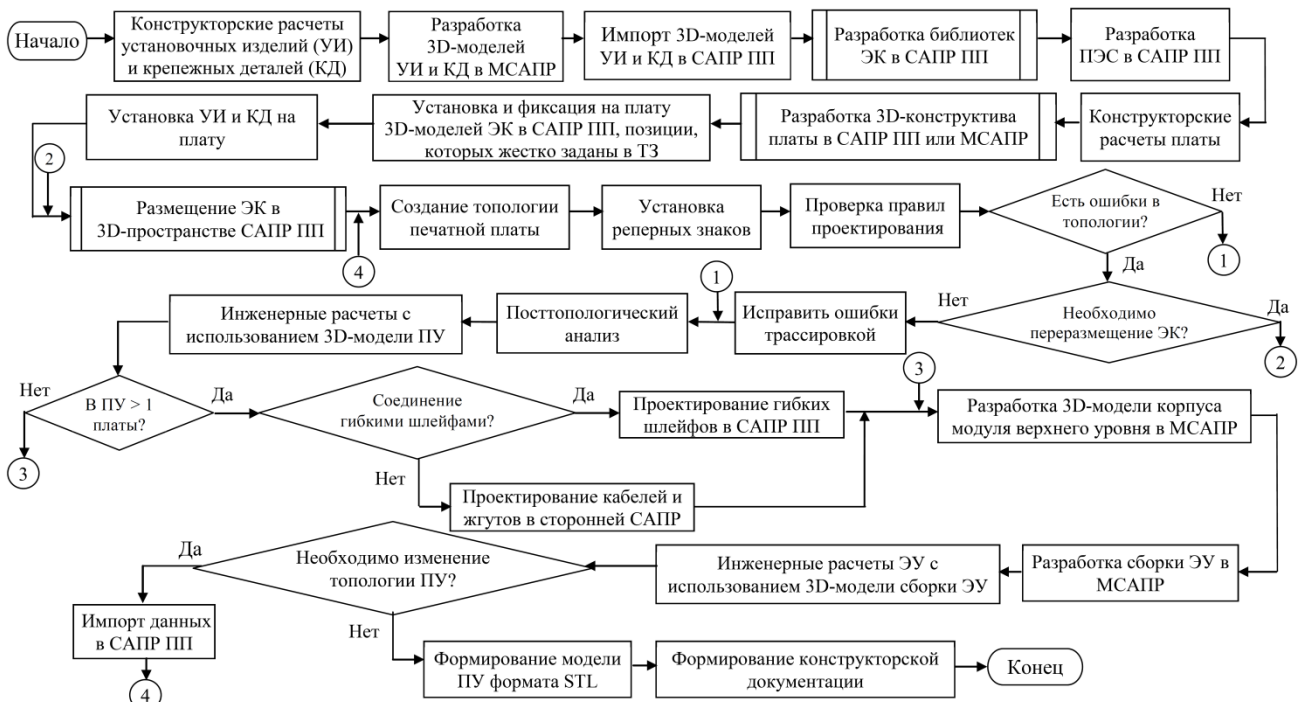 Начало
Конструкторские расчеты
установочных изделий (УИ)
и крепежных деталей (КД)
Разработка
3D-моделей
УИ и КД в МСАПР
Импорт 3D-моделей
УИ и КД в САПР ПП
Разработка библиотек
ЭК в САПР ПП
Разработка
ПЭС в САПР ПП
Установка УИ и КД на
плату
Установка и фиксация на плату
3D-моделей ЭК в САПР ПП, позиции,
которых жестко заданы в ТЗ
Разработка 3D-конструктива
платы в САПР ПП или МСАПР
Конструкторские
расчеты платы
2
Размещение ЭК в
3D-пространстве САПР ПП
4
Создание топологии
печатной платы
Установка
реперных знаков
Проверка правил
проектирования
Есть ошибки в
топологии?
Нет
1
Да
Инженерные расчеты с
использованием 3D-модели ПУ
Посттопологический
анализ
1
Исправить ошибки
трассировкой
Нет
Необходимо
переразмещение ЭК?
Да
2
Нет
В ПУ > 1
платы?
Да
3
Соединение
гибкими шлейфами?
Да
Проектирование гибких
шлейфов в САПР ПП
3
Разработка 3D-модели корпуса
модуля верхнего уровня в МСАПР
Нет
Проектирование кабелей и
жгутов в сторонней САПР
Да
Необходимо изменение
топологии ПУ?
Инженерные расчеты ЭУ с
использованием 3D-модели сборки ЭУ
Разработка сборки ЭУ в
МСАПР
Импорт данных
в САПР ПП
4
Нет
Формирование модели
ПУ формата STL
Формирование конструкторской
документации
Конец